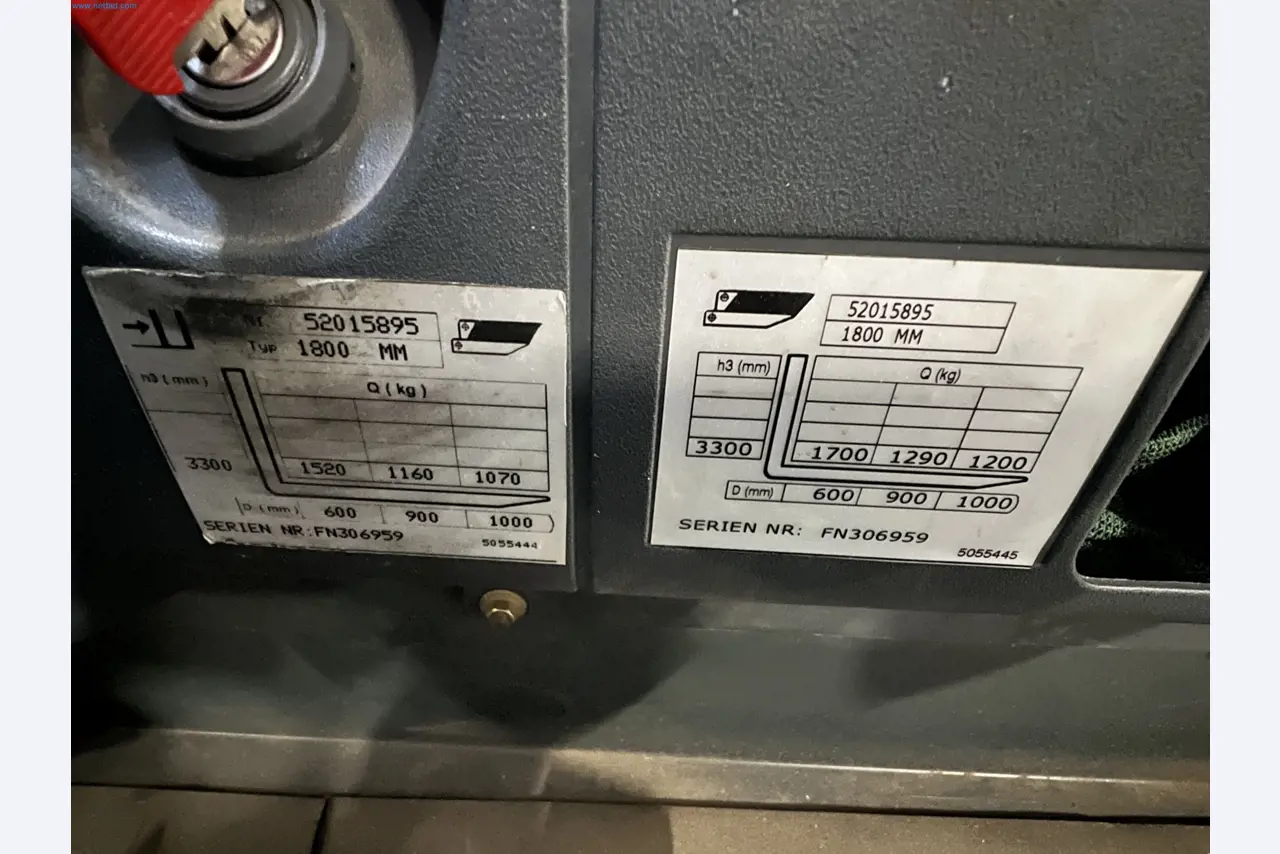 www.netbid.com
Nr. 52015895
Typ 1800 MM
h3 (mm)
Q (kg)
3300 1520 1160 1070
D (mm) 600 900 1000
SERIEN NR:FN306959
5055444
52015895
1800 MM
h3 (mm)
Q (kg)
3300 1700 1290 1200
D (mm) 600 900 1000
SERIEN NR: FN306959
5055445